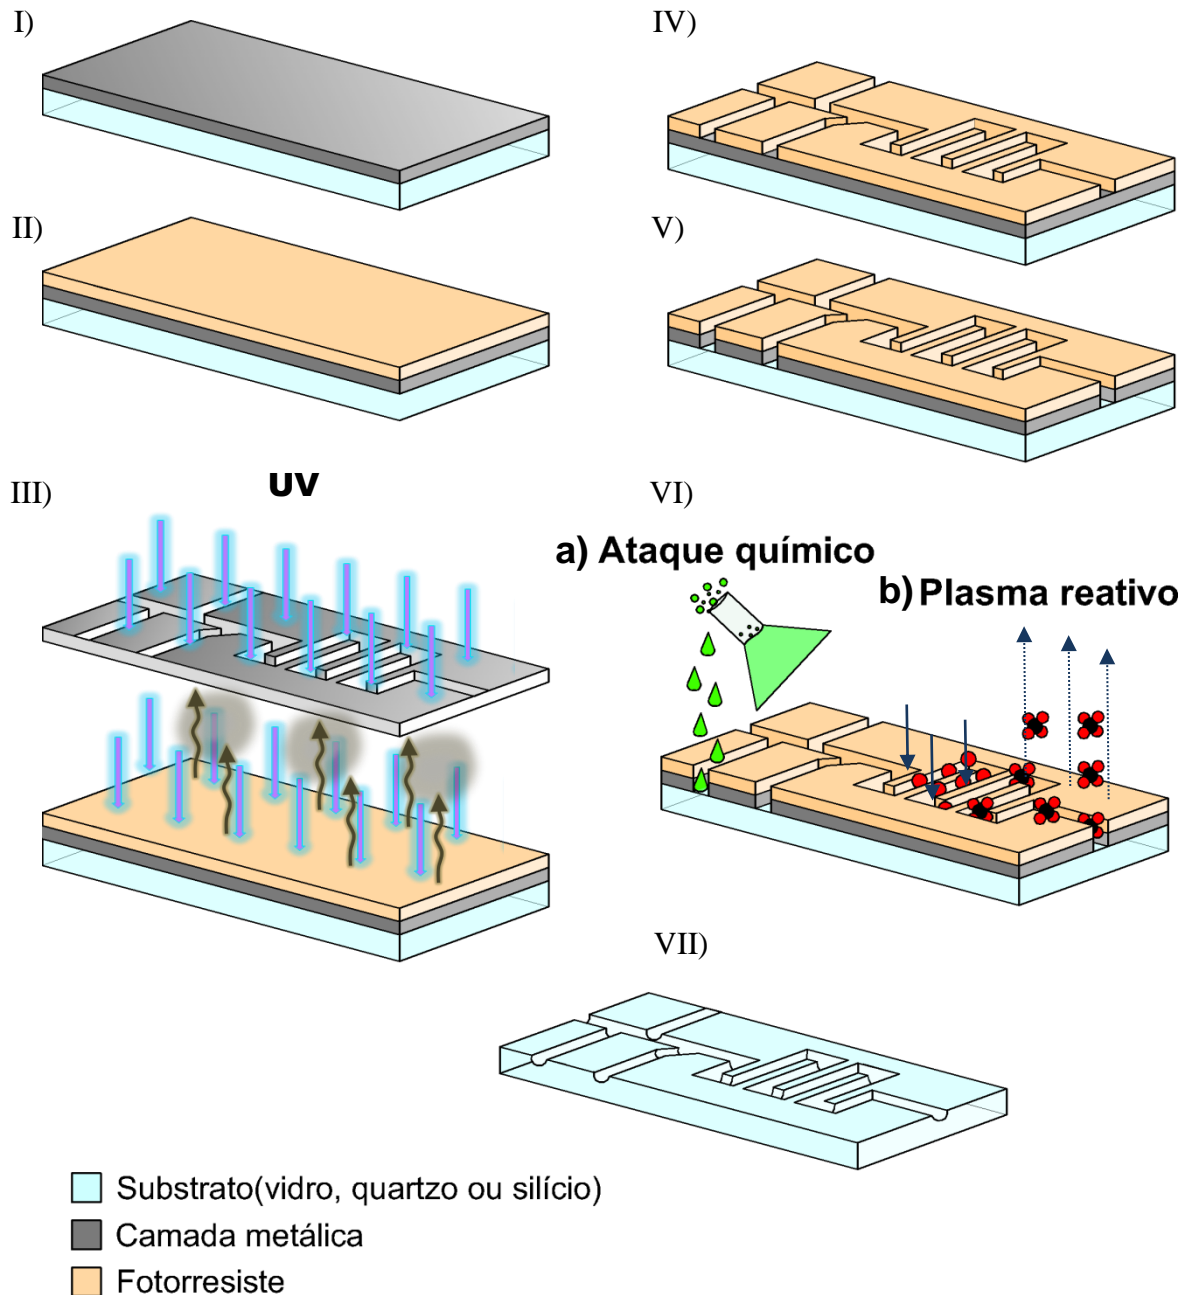 I)
IV)
II)
V)
III)
UV
VI)
a) Ataque químico
b) Plasma reativo
VII)
Substrato(vidro, quartzo ou silício)
Camada metálica
Fotorresiste